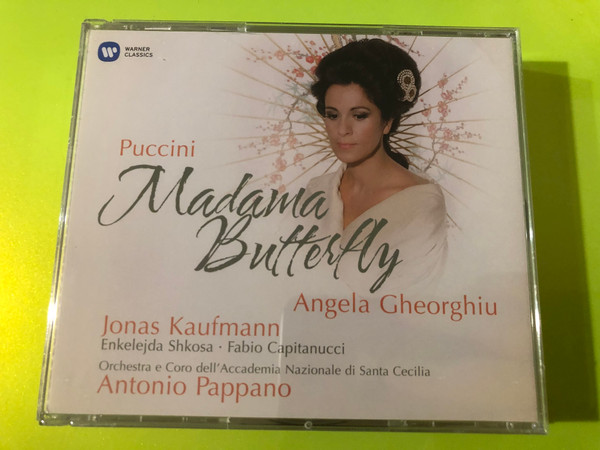 WARNER
CLASSICS
Puccini
Madama
Butterfly
Angela Gheorghiu
Jonas Kaufmann
Enkelejda Shkosa · Fabio Capitanucci
Orchestra e Coro dell'Accademia Nazionale di Santa Cecilia
Antonio Pappano